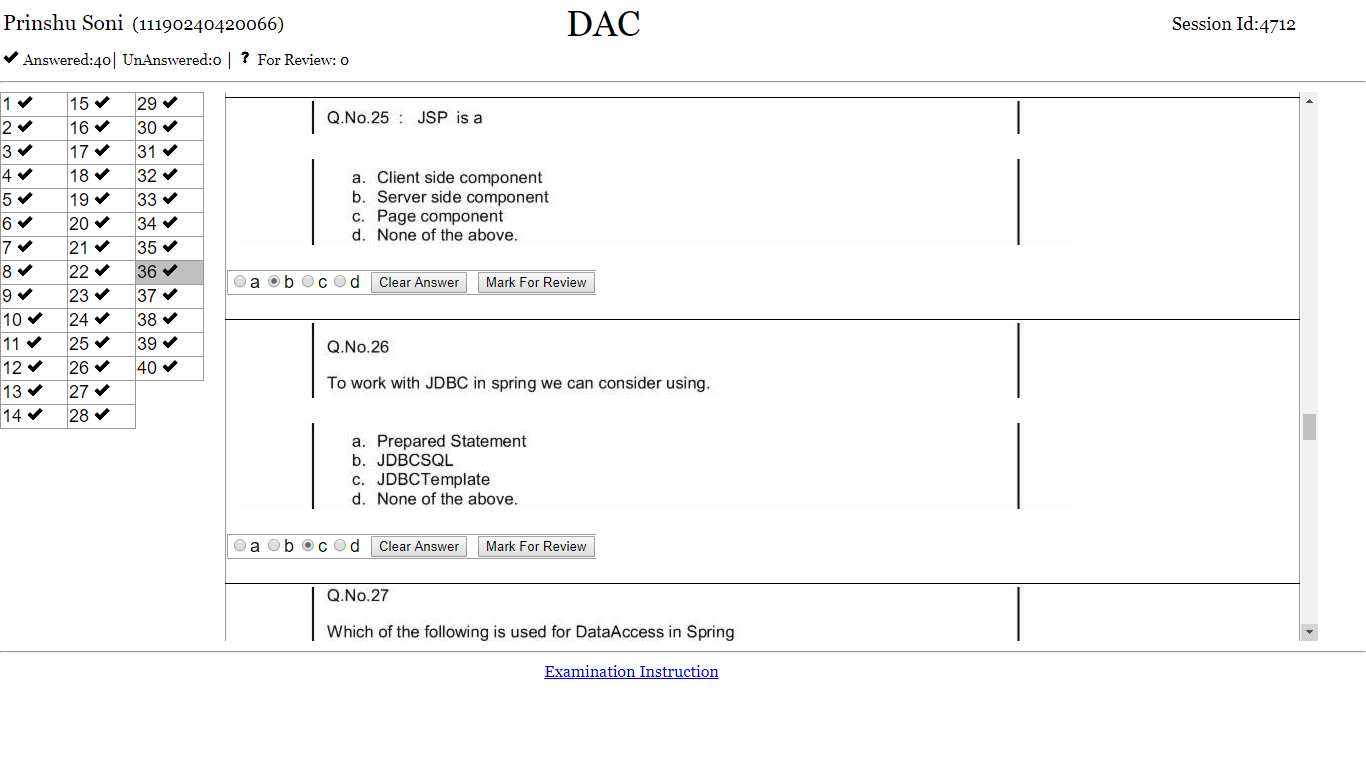 Prinshu Soni (11190240420066)
DAC
Session Id:4712
✔ Answered:40| UnAnswered:0 | ? For Review: 0
1 ✔ 15 ✔ 29 ✔
2 ✔ 16 ✔ 30 ✔
3 ✔ 17 ✔ 31 ✔
4 ✔ 18 ✔ 32 ✔
5 ✔ 19 ✔ 33 ✔
6 ✔ 20 ✔ 34 ✔
7 ✔ 21 ✔ 35 ✔
8 ✔ 22 ✔ 36 ✔
9 ✔ 23 ✔ 37 ✔
10 ✔ 24 ✔ 38 ✔
11 ✔ 25 ✔ 39 ✔
12 ✔ 26 ✔ 40 ✔
13 ✔ 27 ✔
14 ✔ 28 ✔
Q.No.25 : JSP is a
a. Client side component
b. Server side component
c. Page component
d. None of the above.
a b c d Clear Answer Mark For Review
Q.No.26
To work with JDBC in spring we can consider using.
a. Prepared Statement
b. JDBCSQL
c. JDBCTemplate
d. None of the above.
a b c d Clear Answer Mark For Review
Q.No.27
Which of the following is used for DataAccess in Spring
Examination Instruction